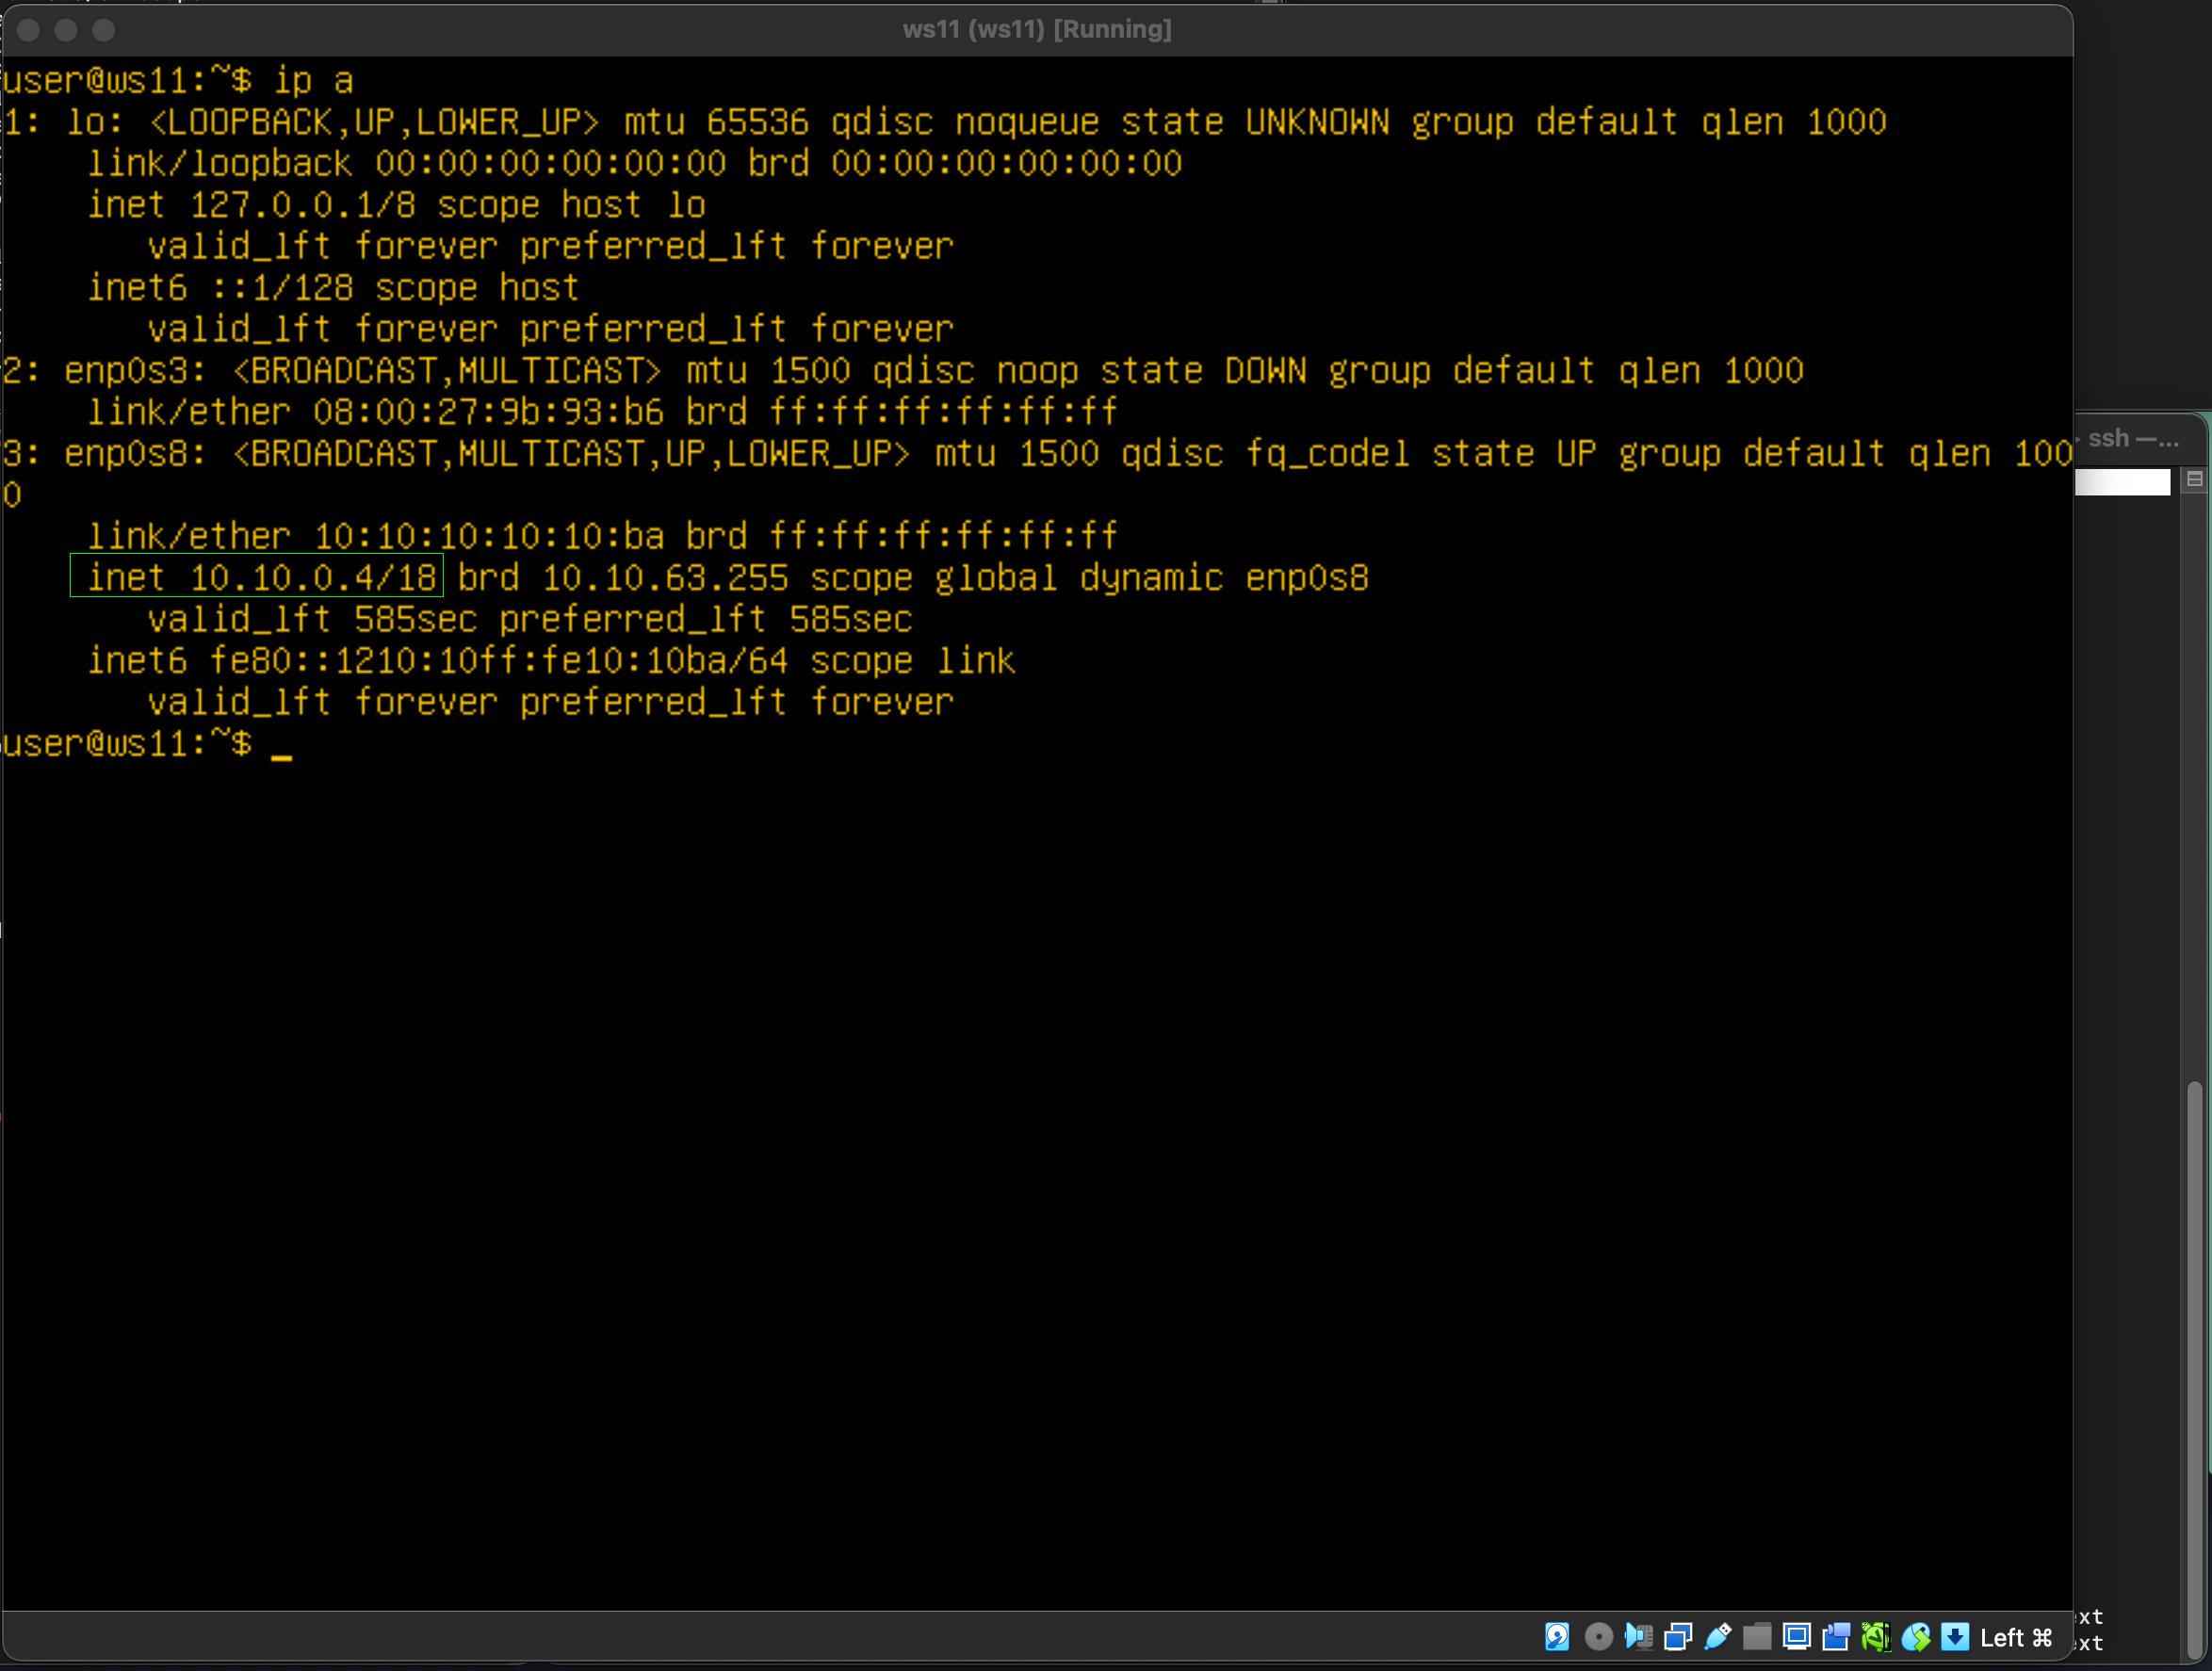 ws11 (ws11) [Running]
user@ws11:~$ ip a
1: lo: <LOOPBACK,UP,LOWER_UP> mtu 65536 qdisc noqueue state UNKNOWN group default qlen 1000
    link/loopback 00:00:00:00:00:00 brd 00:00:00:00:00:00
    inet 127.0.0.1/8 scope host lo
       valid_lft forever preferred_lft forever
    inet6 ::1/128 scope host
       valid_lft forever preferred_lft forever
2: enp0s3: <BROADCAST,MULTICAST> mtu 1500 qdisc noop state DOWN group default qlen 1000
    link/ether 08:00:27:9b:93:b6 brd ff:ff:ff:ff:ff:ff
3: enp0s8: <BROADCAST,MULTICAST,UP,LOWER_UP> mtu 1500 qdisc fq_codel state UP group default qlen 100
0
    link/ether 10:10:10:10:10:ba brd ff:ff:ff:ff:ff:ff
    inet 10.10.0.4/18 brd 10.10.63.255 scope global dynamic enp0s8
       valid_lft 585sec preferred_lft 585sec
    inet6 fe80::1210:10ff:fe10:10ba/64 scope link
       valid_lft forever preferred_lft forever
user@ws11:~$ _
ssh —...
ext
ext
Left ⌘